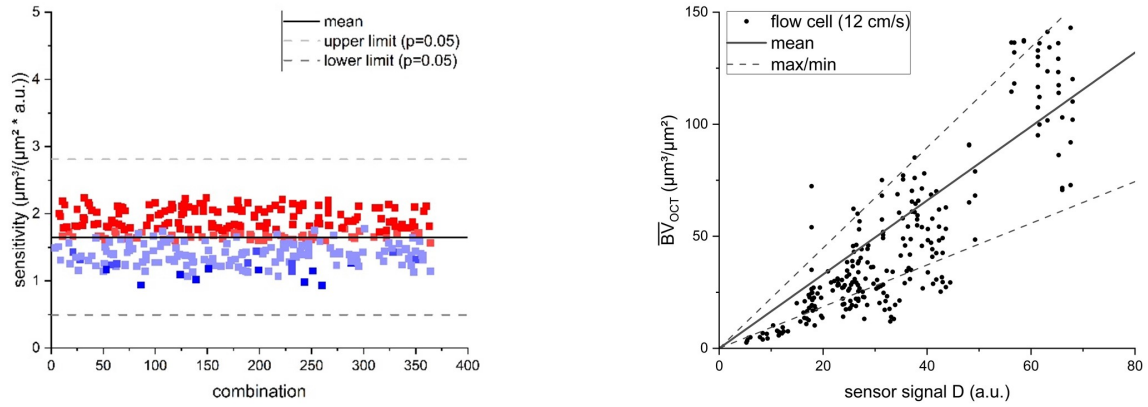 5
4
3
2
1
0
sensitivity (μm³/(μm² * a.u.))
mean
upper limit (p=0.05)
lower limit (p=0.05)
0 50 100 150 200 250 300 350 400
combination
150
100
50
0
BV̅OCT (μm³/μm²)
flow cell (12 cm/s)
mean
max/min
0 20 40 60 80
sensor signal D (a.u.)